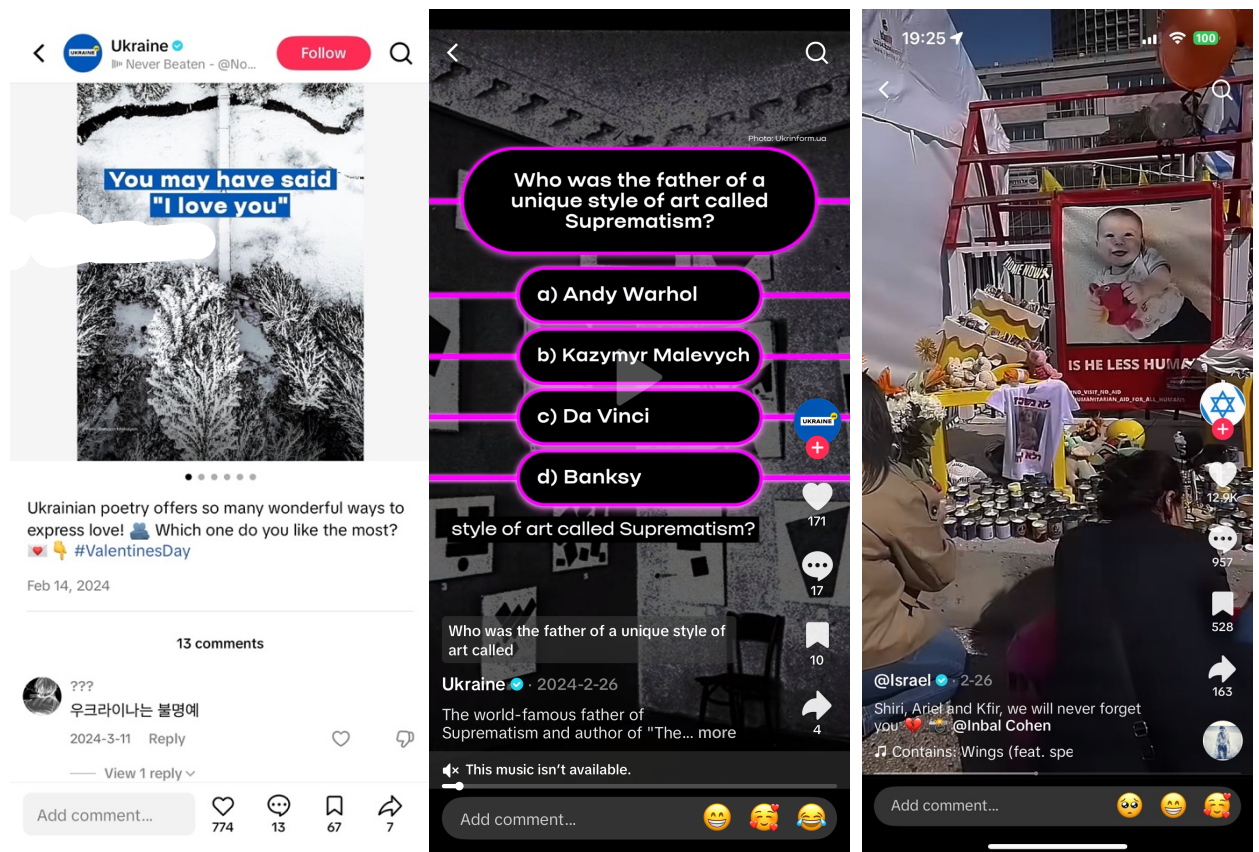 Ukraine
Never Beaten - @No...
Follow
You may have said
"I love you"
Ukrainian poetry offers so many wonderful ways to
express love! 🫂 Which one do you like the most?
💌 👇 #ValentinesDay
Feb 14, 2024
13 comments
???
우크라이나는 불명예
2024-3-11 Reply
View 1 reply
Add comment...
774
13
67
7
Photo: Ukrinform.ua
Who was the father of a
unique style of art called
Suprematism?
a) Andy Warhol
b) Kazymyr Malevych
c) Da Vinci
d) Banksy
style of art called Suprematism?
UKRAINE
171
17
10
4
Who was the father of a unique style of
art called
Ukraine · 2024-2-26
The world-famous father of
Suprematism and author of "The... more
This music isn't available.
Add comment...
😁 🥰 😂
19:25
100
HOME NOW
IS HE LESS HUMA
NO_VISIT_NO_AID
HUMANITARIAN_AID_FOR_ALL_HUMANS
12.9K
957
528
163
@Israel · 2-26
Shiri, Ariel and Kfir, we will never forget
you 💔 📸 @Inbal Cohen
Contains: Wings (feat. spe
Add comment...
🥺 😁 🥰